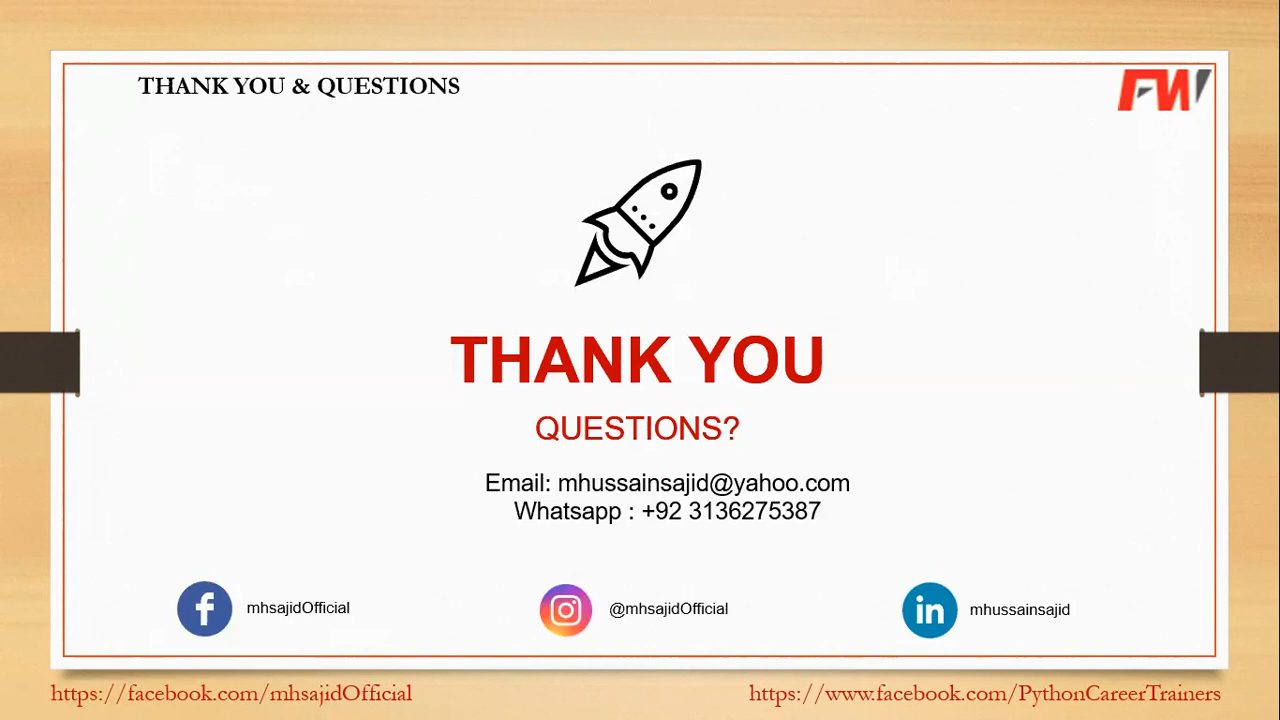 THANK YOU & QUESTIONS
FW
THANK YOU
QUESTIONS?
Email: mhussainsajid@yahoo.com
Whatsapp : +92 3136275387
mhsajidOfficial
@mhsajidOfficial
in
mhussainsajid
https://facebook.com/mhsajidOfficial
https://www.facebook.com/PythonCareerTrainers